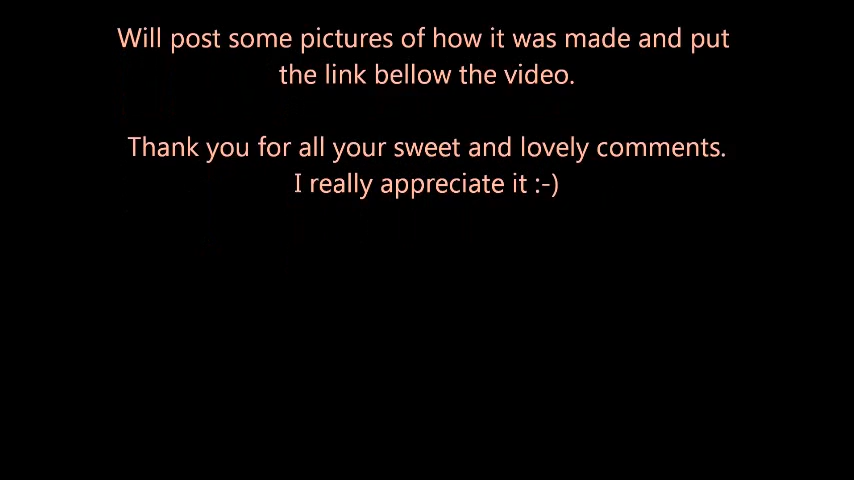 Will post some pictures of how it was made and put
the link bellow the video.
Thank you for all your sweet and lovely comments.
I really appreciate it :-)